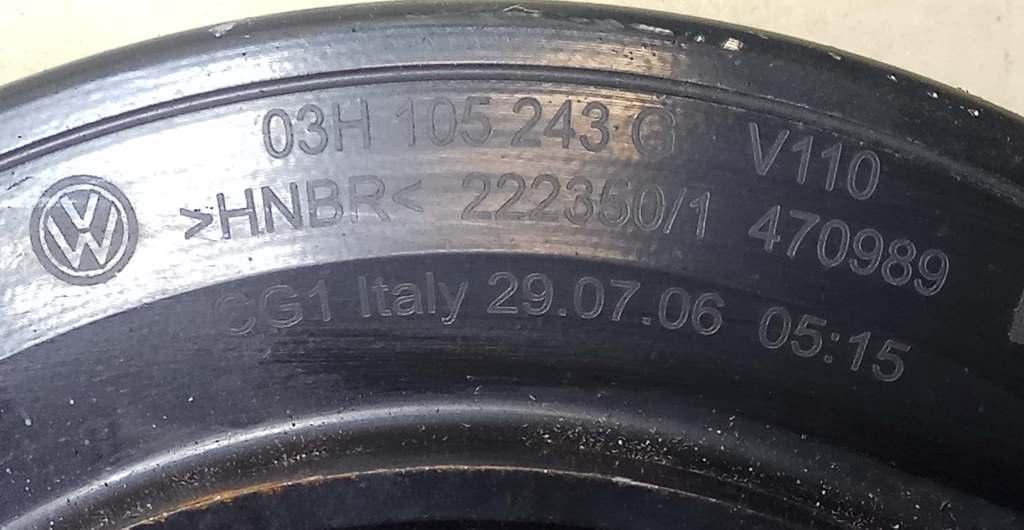 03H 105 243 G V110
>HNBR< 222350/1 470989
CG1 Italy 29.07.06 05:15